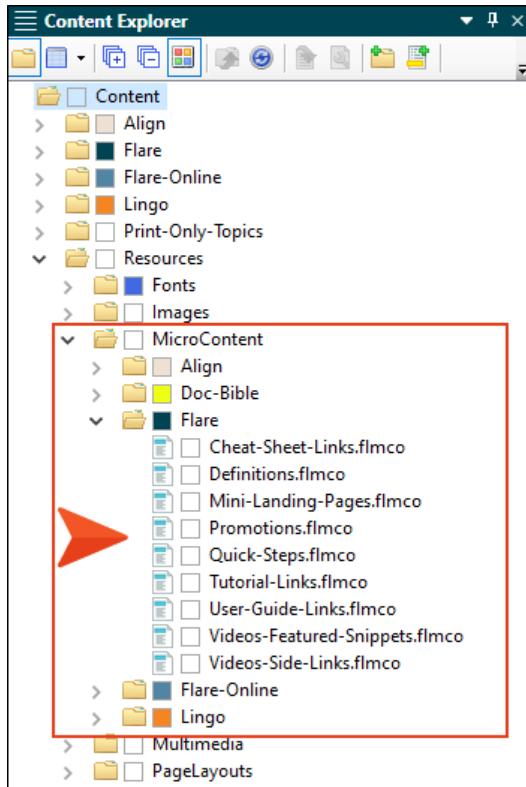 Content Explorer
Content
Align
Flare
Flare-Online
Lingo
Print-Only-Topics
Resources
Fonts
Images
MicroContent
Align
Doc-Bible
Flare
Cheat-Sheet-Links.flmco
Definitions.flmco
Mini-Landing-Pages.flmco
Promotions.flmco
Quick-Steps.flmco
Tutorial-Links.flmco
User-Guide-Links.flmco
Videos-Featured-Snippets.flmco
Videos-Side-Links.flmco
Flare-Online
Lingo
Multimedia
PageLayouts